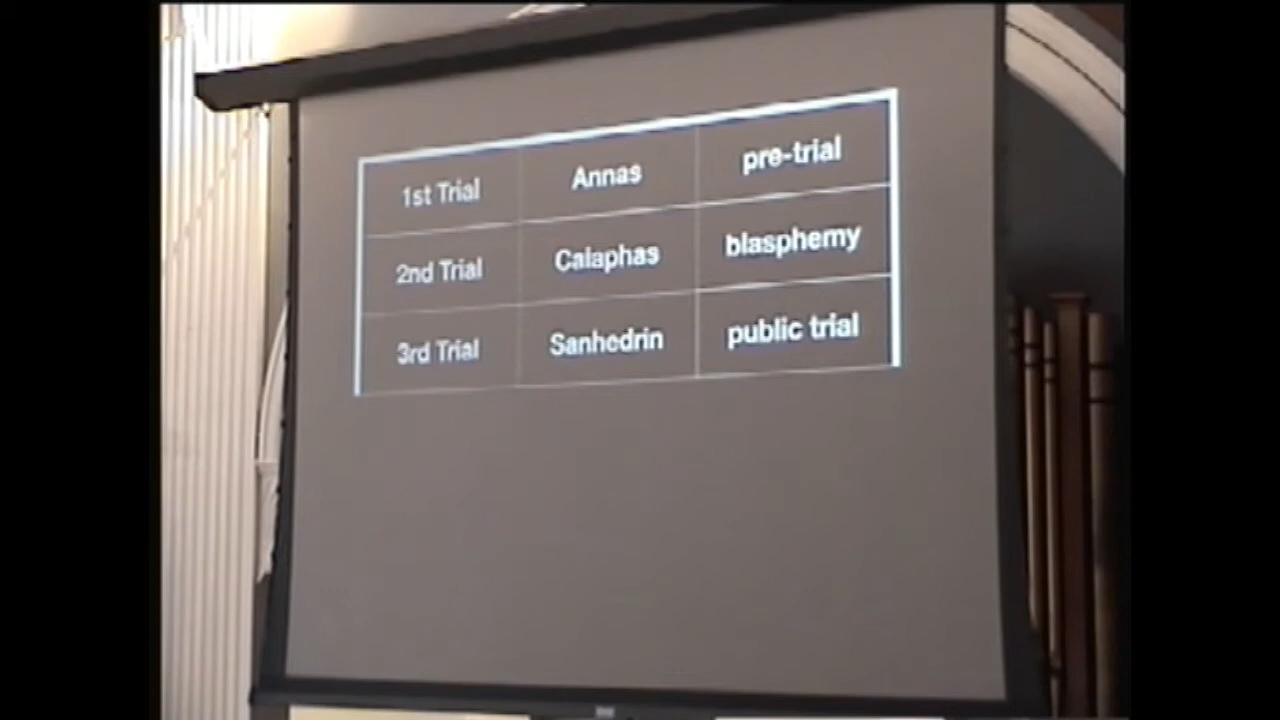 1st Trial Annas pre-trial
2nd Trial Caiaphas blasphemy
3rd Trial Sanhedrin public trial